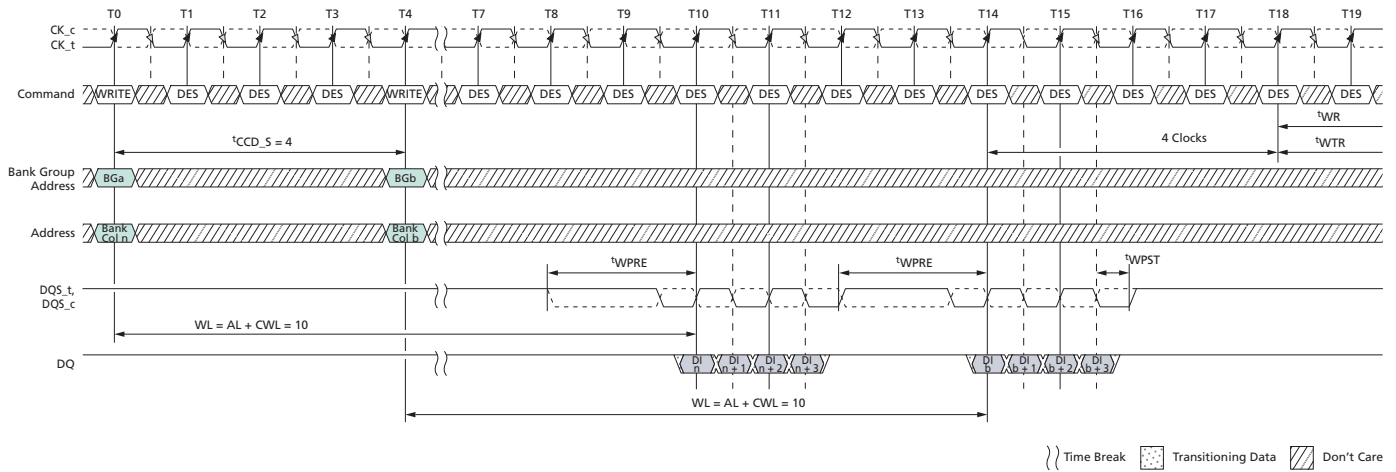 T0 T1 T2 T3 T4 T7 T8 T9 T10 T11 T12 T13 T14 T15 T16 T17 T18 T19
CK_c
CK_t
Command WRITE DES DES DES WRITE DES DES DES DES DES DES DES DES DES DES DES DES DES
tWR
tCCD_S = 4 4 Clocks tWTR
Bank Group
Address BGa BGb
Address Bank
Col n Bank
Col b
tWPRE tWPRE tWPST
DQS_t,
DQS_c
WL = AL + CWL = 10
DQ DI
n DI
n + 1 DI
n + 2 DI
n + 3 DI
b DI
b + 1 DI
b + 2 DI
b + 3
WL = AL + CWL = 10
Time Break Transitioning Data Don't Care